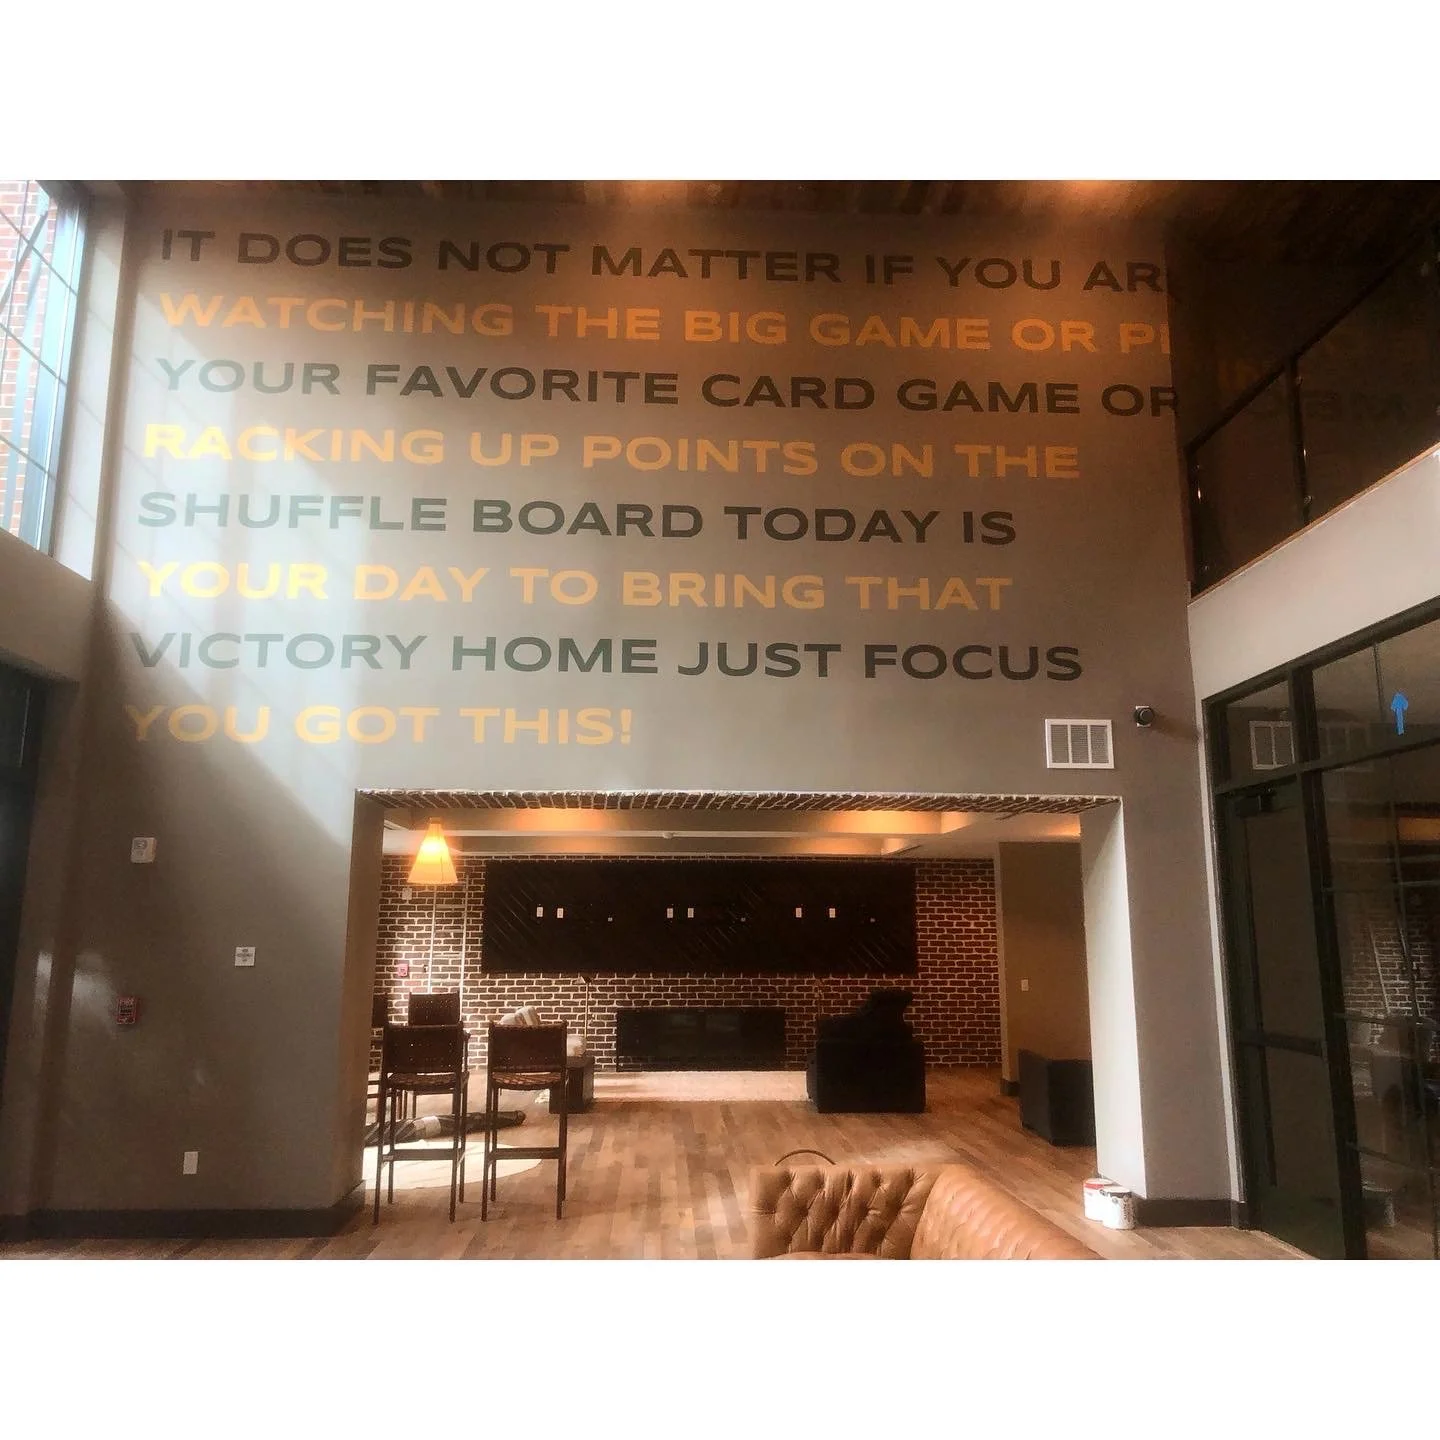 IT DOES NOT MATTER IF YOU AR
WATCHING THE BIG GAME OR PL
YOUR FAVORITE CARD GAME OR
RACKING UP POINTS ON THE
SHUFFLE BOARD TODAY IS
YOUR DAY TO BRING THAT
VICTORY HOME JUST FOCUS
YOU GOT THIS!
FIRE